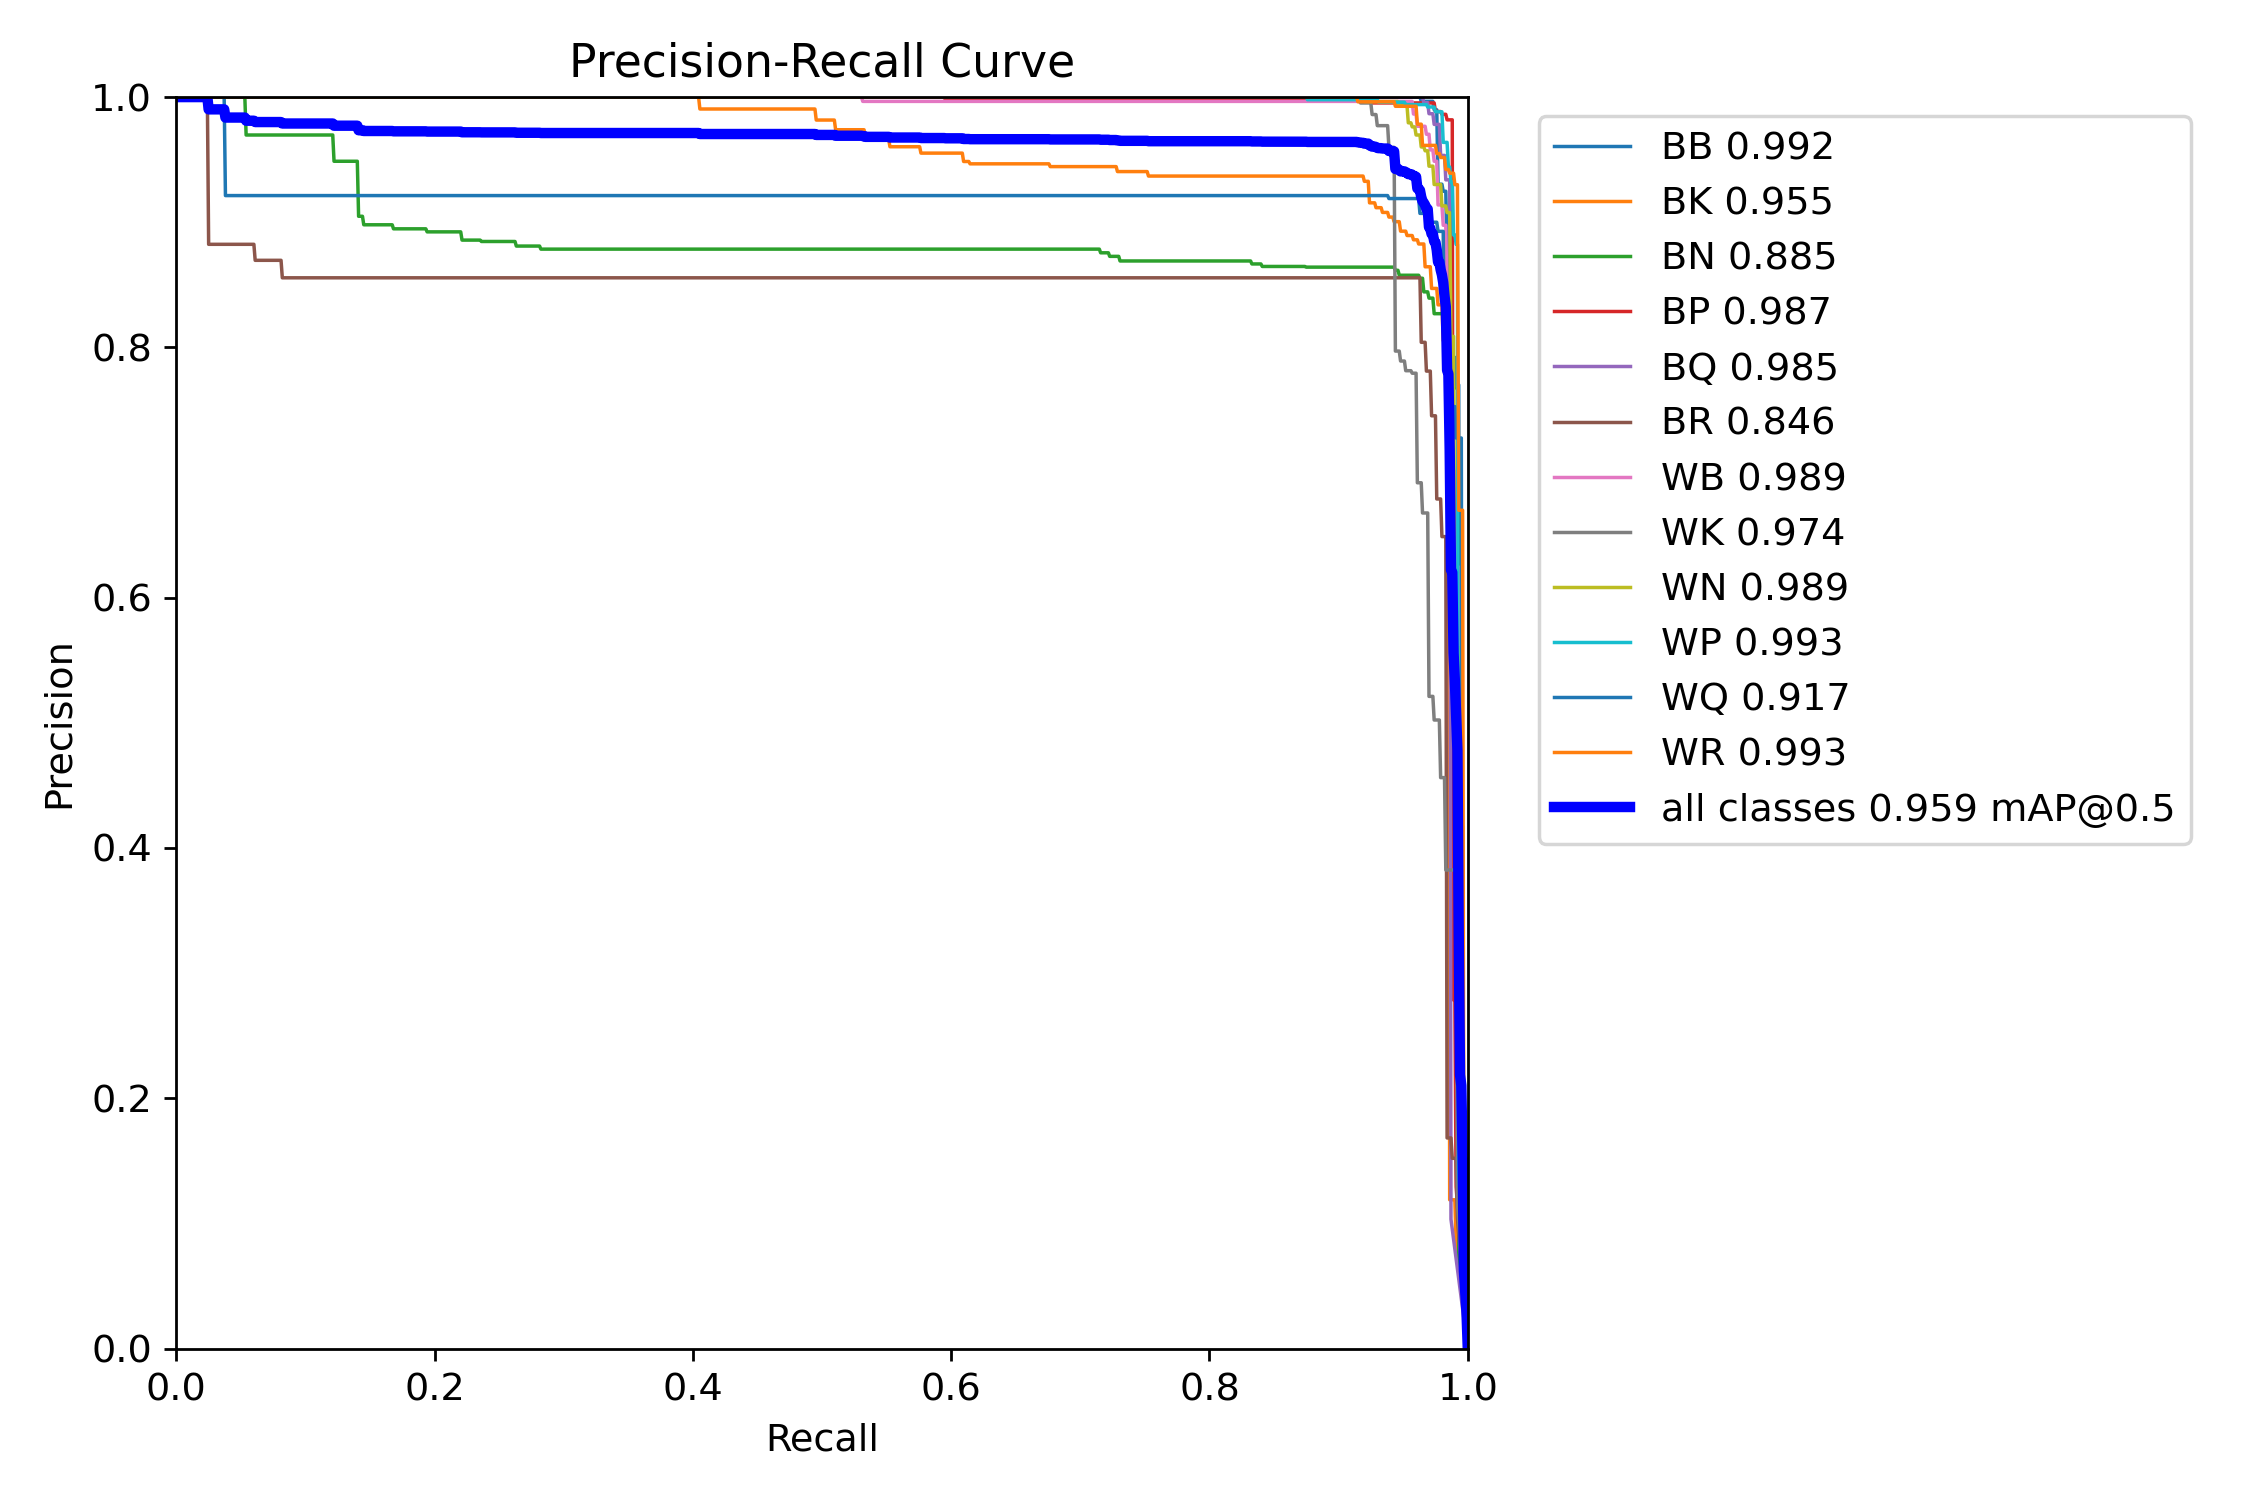 Precision-Recall Curve
1.0
0.8
0.6
0.4
0.2
0.0
Precision
0.0 0.2 0.4 0.6 0.8 1.0
Recall
BB 0.992
BK 0.955
BN 0.885
BP 0.987
BQ 0.985
BR 0.846
WB 0.989
WK 0.974
WN 0.989
WP 0.993
WQ 0.917
WR 0.993
all classes 0.959 mAP@0.5